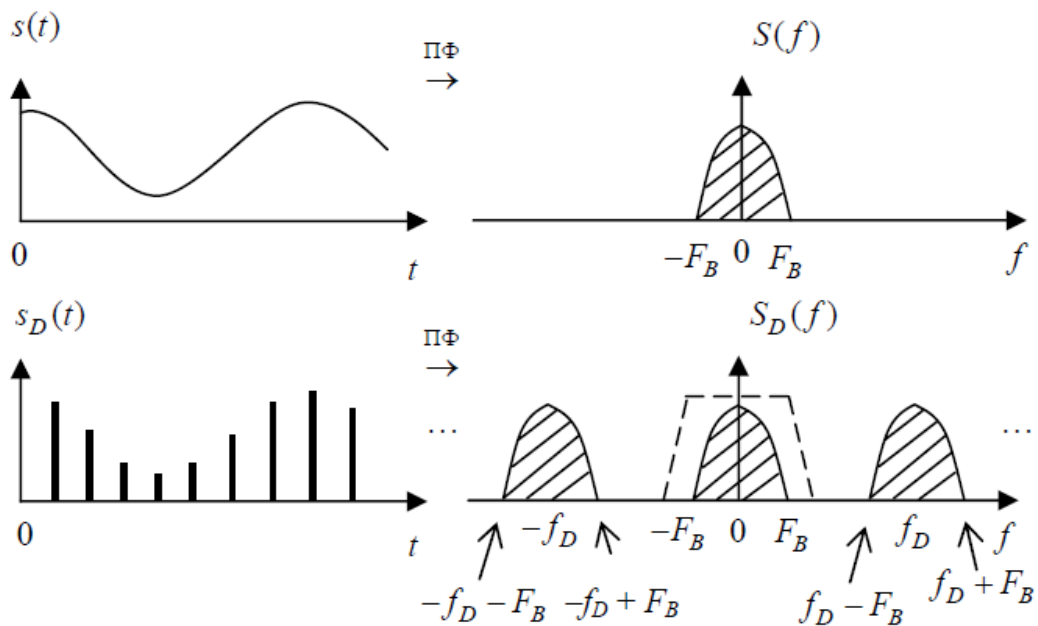 s(t)
ПФ
→
S(f)
0
t
−F_B 0 F_B
f
s_D(t)
ПФ
→
S_D(f)
...
...
0
t
−f_D
−F_B 0 F_B
f_D
f
−f_D − F_B
−f_D + F_B
f_D − F_B
f_D + F_B